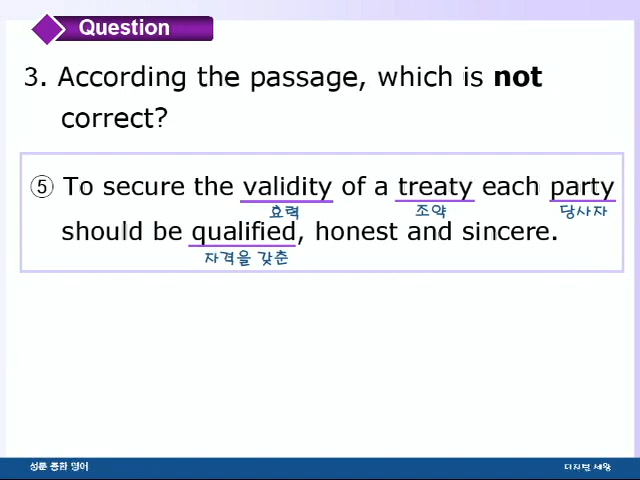 Question
3. According the passage, which is not
correct?
⑤ To secure the validity of a treaty each party
효력 조약 당사자
should be qualified, honest and sincere.
자격을 갖춘
성문 종합 영어
디지털 세왕